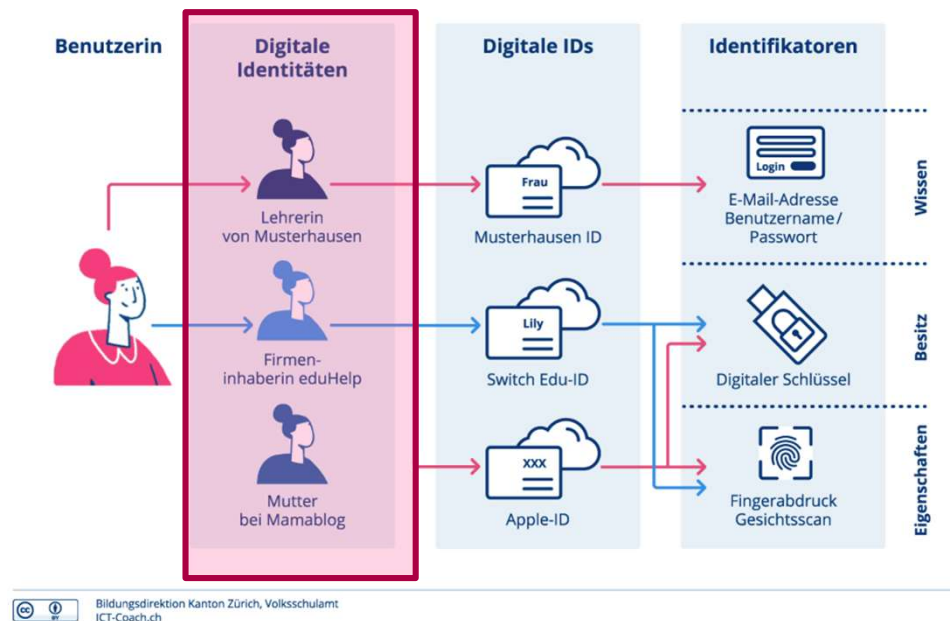 Benutzerin
Digitale
Identitäten
Digitale IDs
Identifikatoren
Lehrerin
von Musterhausen
Frau
Musterhausen ID
Login
E-Mail-Adresse
Benutzername/
Passwort
Wissen
Firmen-
inhaberin eduHelp
Lily
Switch Edu-ID
Digitaler Schlüssel
Besitz
Mutter
bei Mamablog
XXX
Apple-ID
Fingerabdruck
Gesichtsscan
Eigenschaften
cc
BY
Bildungsdirektion Kanton Zürich, Volksschulamt
ICT-Coach.ch